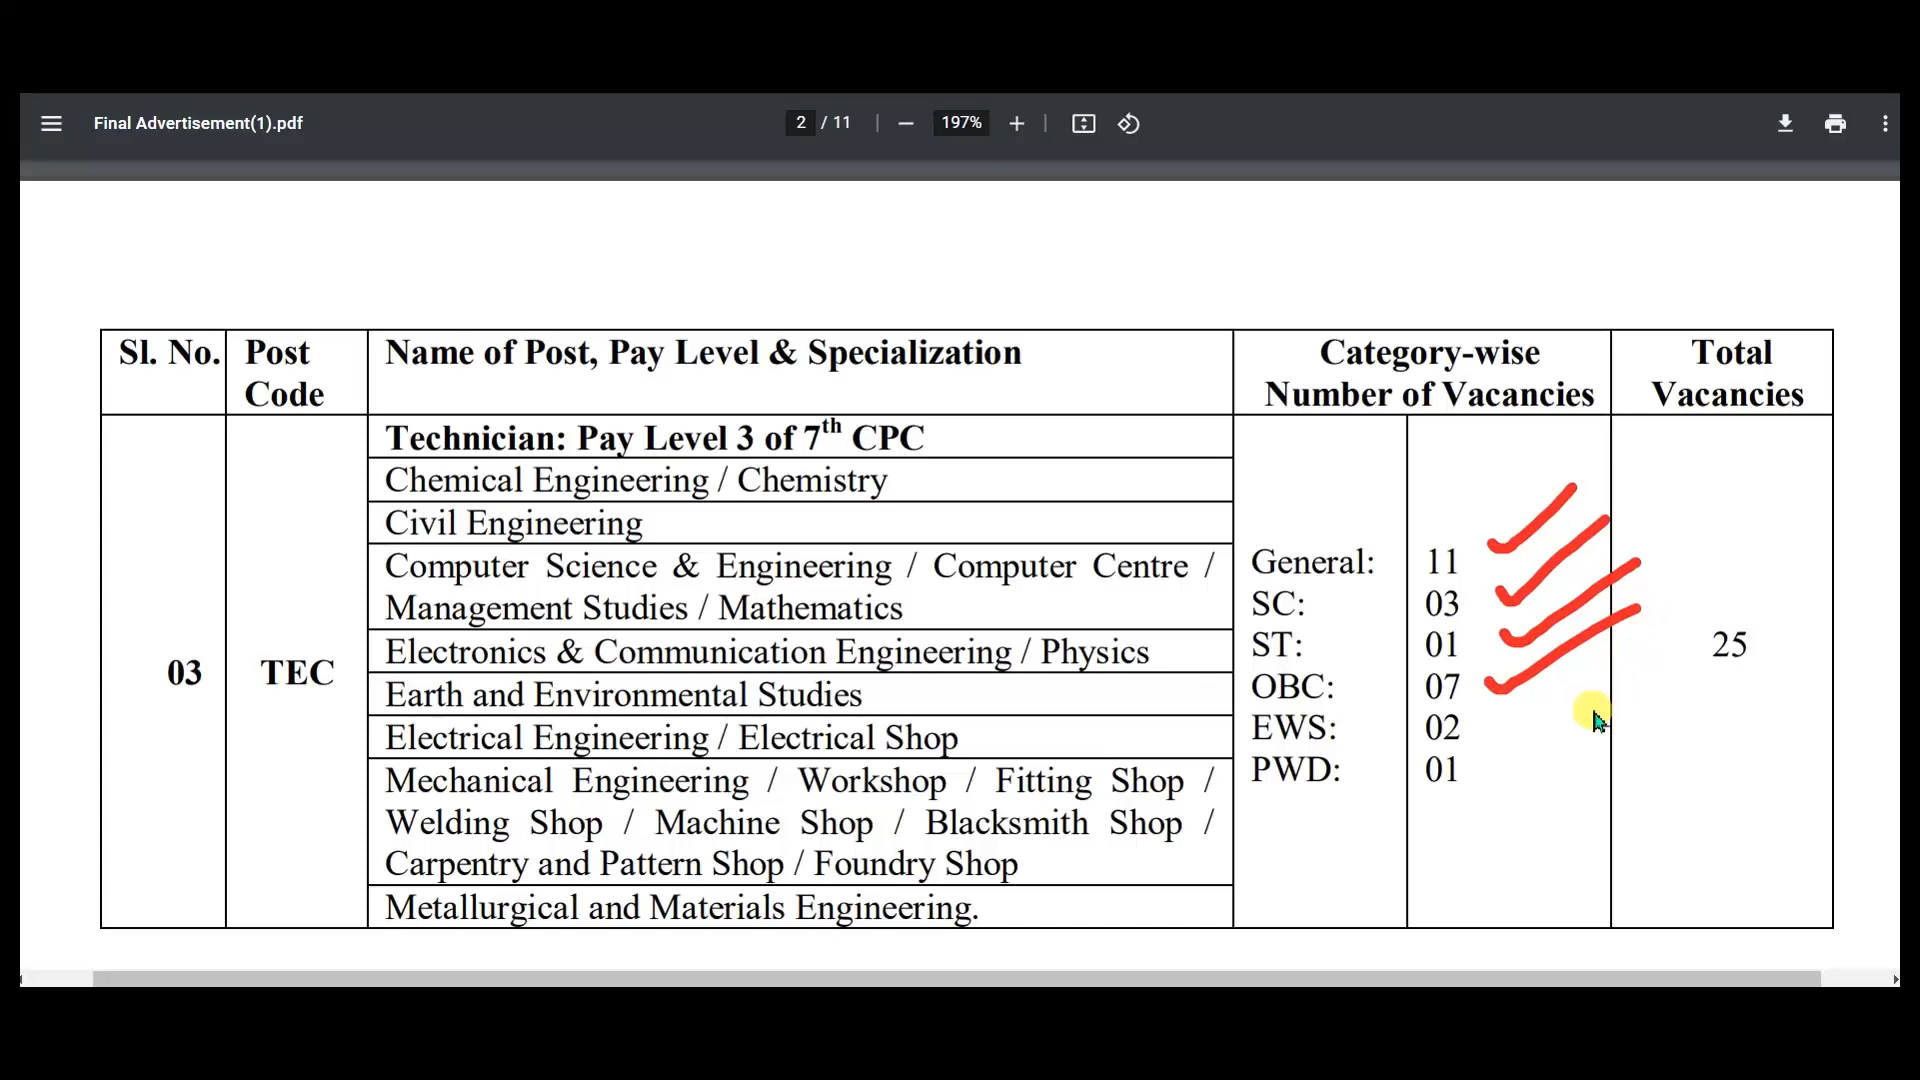 Final Advertisement(1).pdf
2 / 11
197%
Sl. No.
Post
Code
Name of Post, Pay Level & Specialization
Category-wise
Number of Vacancies
Total
Vacancies
03
TEC
Technician: Pay Level 3 of 7th CPC
Chemical Engineering / Chemistry
Civil Engineering
Computer Science & Engineering / Computer Centre /
Management Studies / Mathematics
Electronics & Communication Engineering / Physics
Earth and Environmental Studies
Electrical Engineering / Electrical Shop
Mechanical Engineering / Workshop / Fitting Shop /
Welding Shop / Machine Shop / Blacksmith Shop /
Carpentry and Pattern Shop / Foundry Shop
Metallurgical and Materials Engineering.
General: 11
SC: 03
ST: 01
OBC: 07
EWS: 02
PWD: 01
25